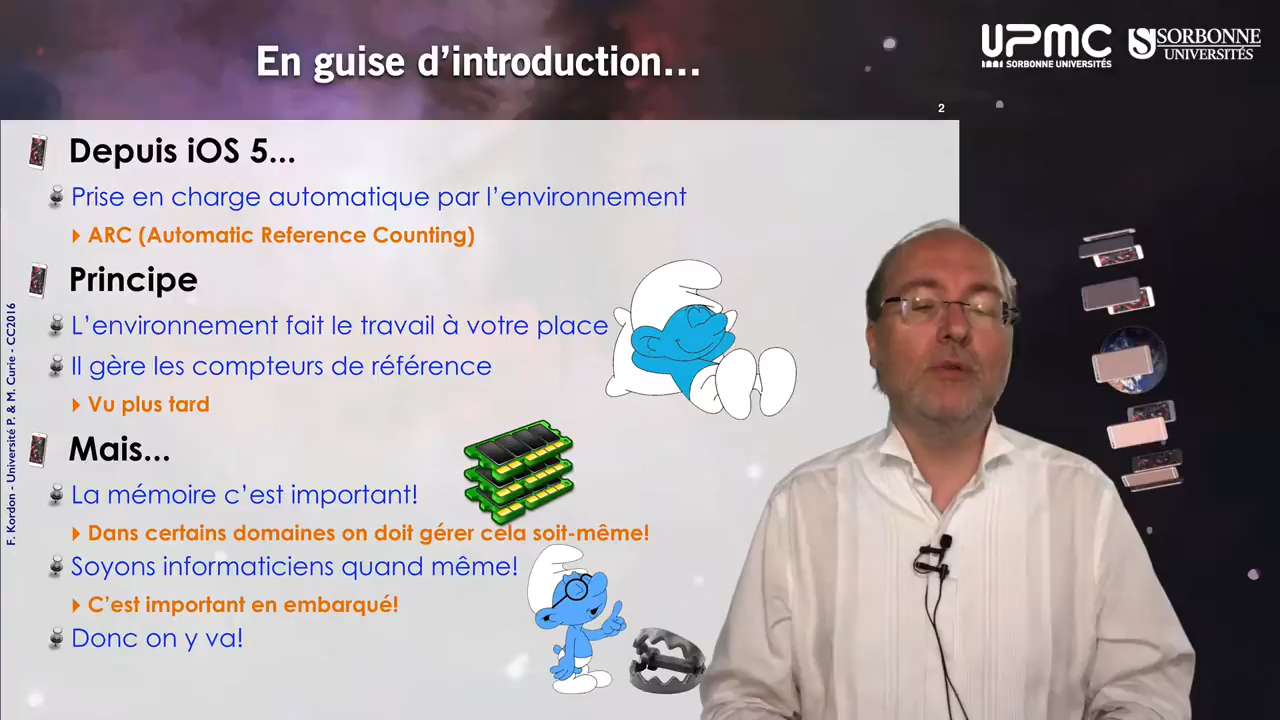 En guise d'introduction...
UPMC
SORBONNE UNIVERSITÉS
SORBONNE
UNIVERSITÉS
2
Depuis iOS 5...
Prise en charge automatique par l'environnement
ARC (Automatic Reference Counting)
Principe
L'environnement fait le travail à votre place
Il gère les compteurs de référence
Vu plus tard
Mais...
La mémoire c'est important!
Dans certains domaines on doit gérer cela soit-même!
Soyons informaticiens quand même!
C'est important en embarqué!
Donc on y va!
F. Kordon - Université P. & M. Curie - CC2016